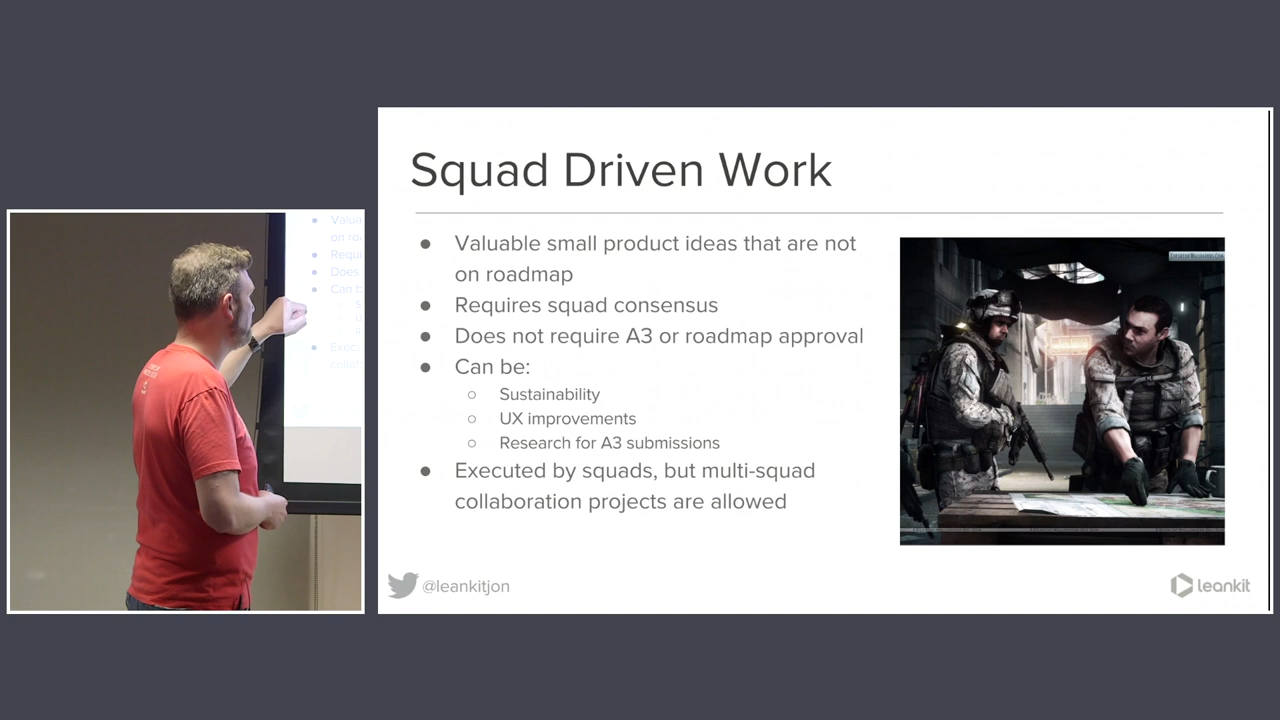 Squad Driven Work
● Valuable small product ideas that are not
on roadmap
● Requires squad consensus
● Does not require A3 or roadmap approval
● Can be:
○ Sustainability
○ UX improvements
○ Research for A3 submissions
● Executed by squads, but multi-squad
collaboration projects are allowed
@leankitjon
leankit